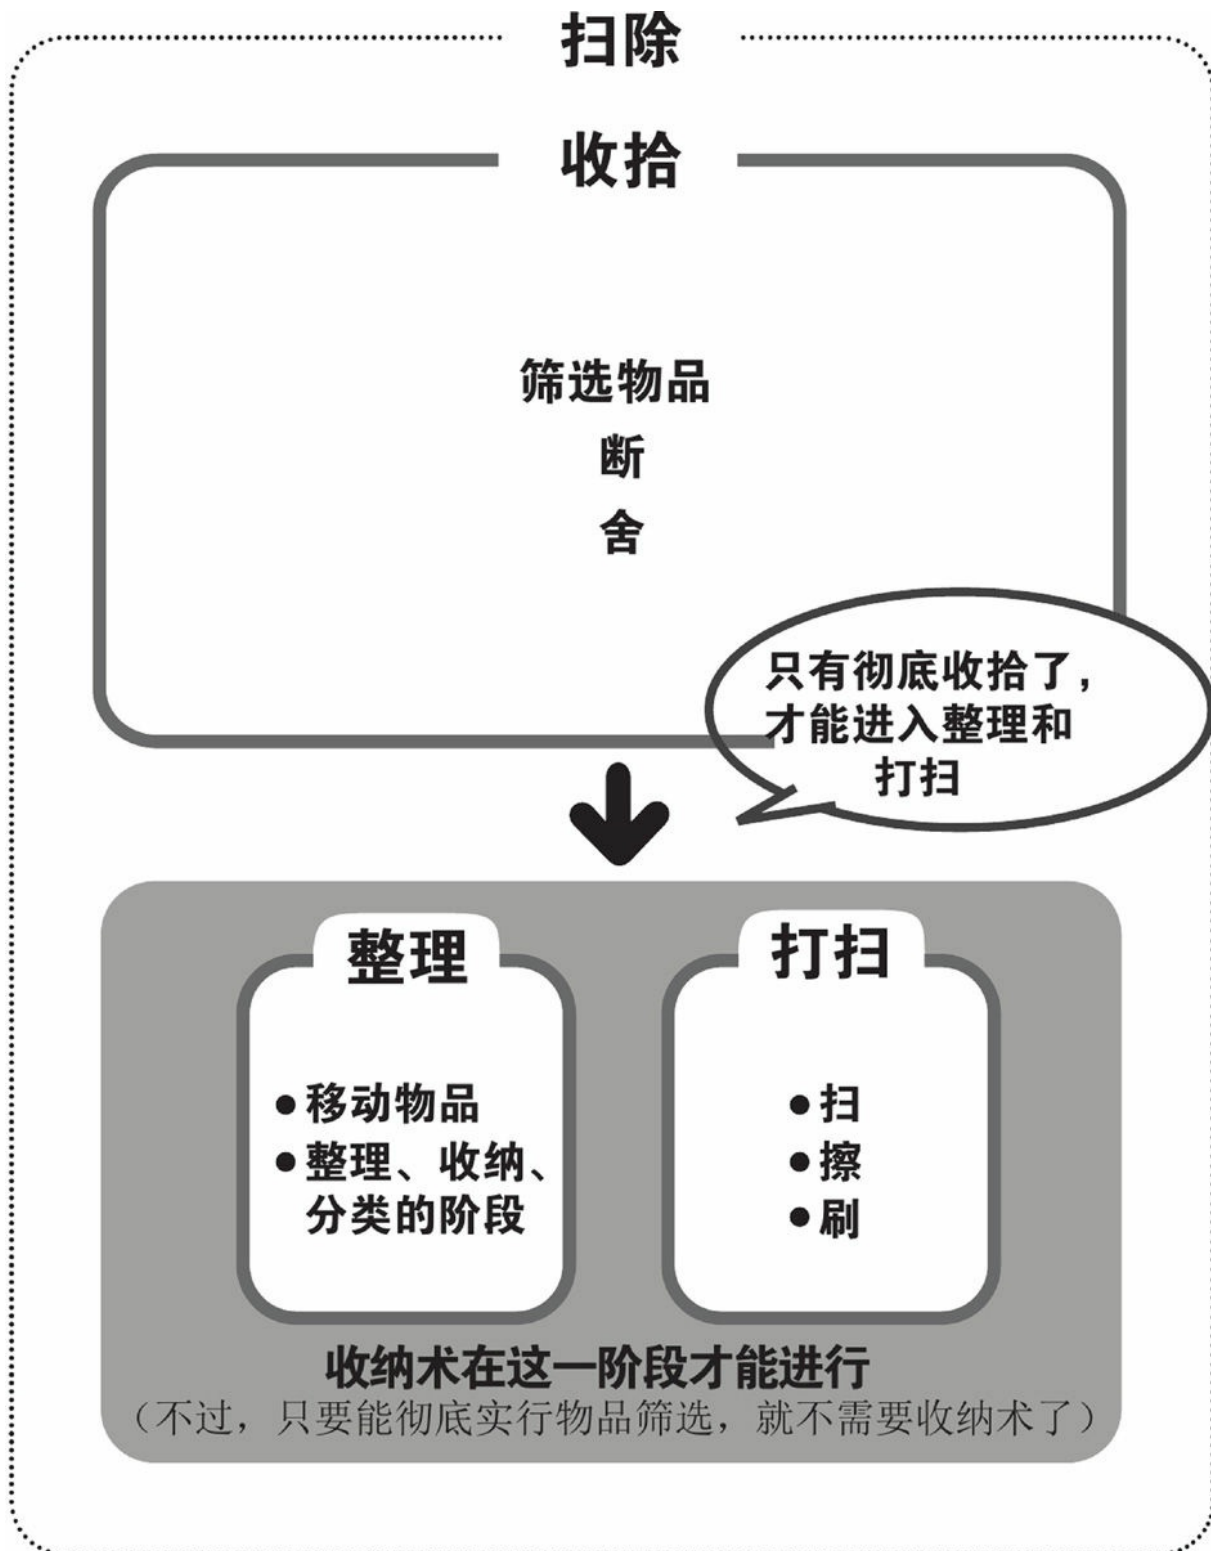 扫除
收拾
筛选物品
断
舍
只有彻底收拾了，
才能进入整理和
打扫
整理
●移动物品
●整理、收纳、
分类的阶段
打扫
●扫
●擦
●刷
收纳术在这一阶段才能进行
（不过，只要能彻底实行物品筛选，就不需要收纳术了）